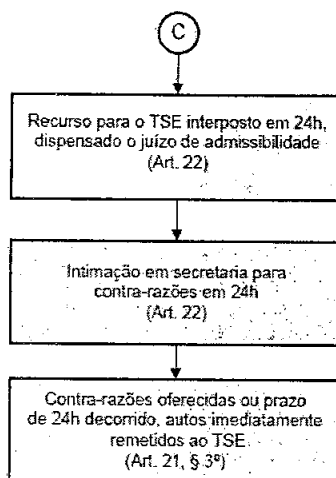 C
Recurso para o TSE interposto em 24h,
dispensado o juízo de admissibilidade
(Art. 22)
Intimação em secretaria para
contra-razões em 24h
(Art. 22)
Contra-razões oferecidas ou prazo
de 24h decorrido, autos imediatamente
remetidos ao TSE
(Art. 21, § 3º)